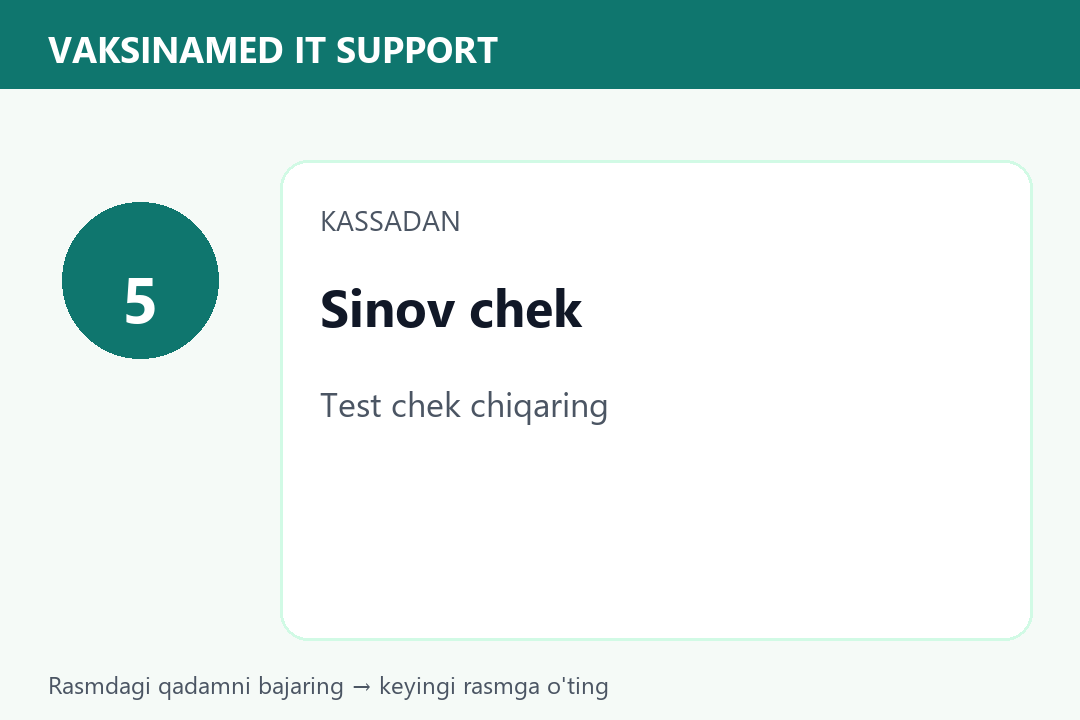 VAKSINAMED IT SUPPORT
5
KASSADAN
Sinov chek
Test chek chiqaring
Rasmdagi qadamni bajaring → keyingi rasmga o'ting